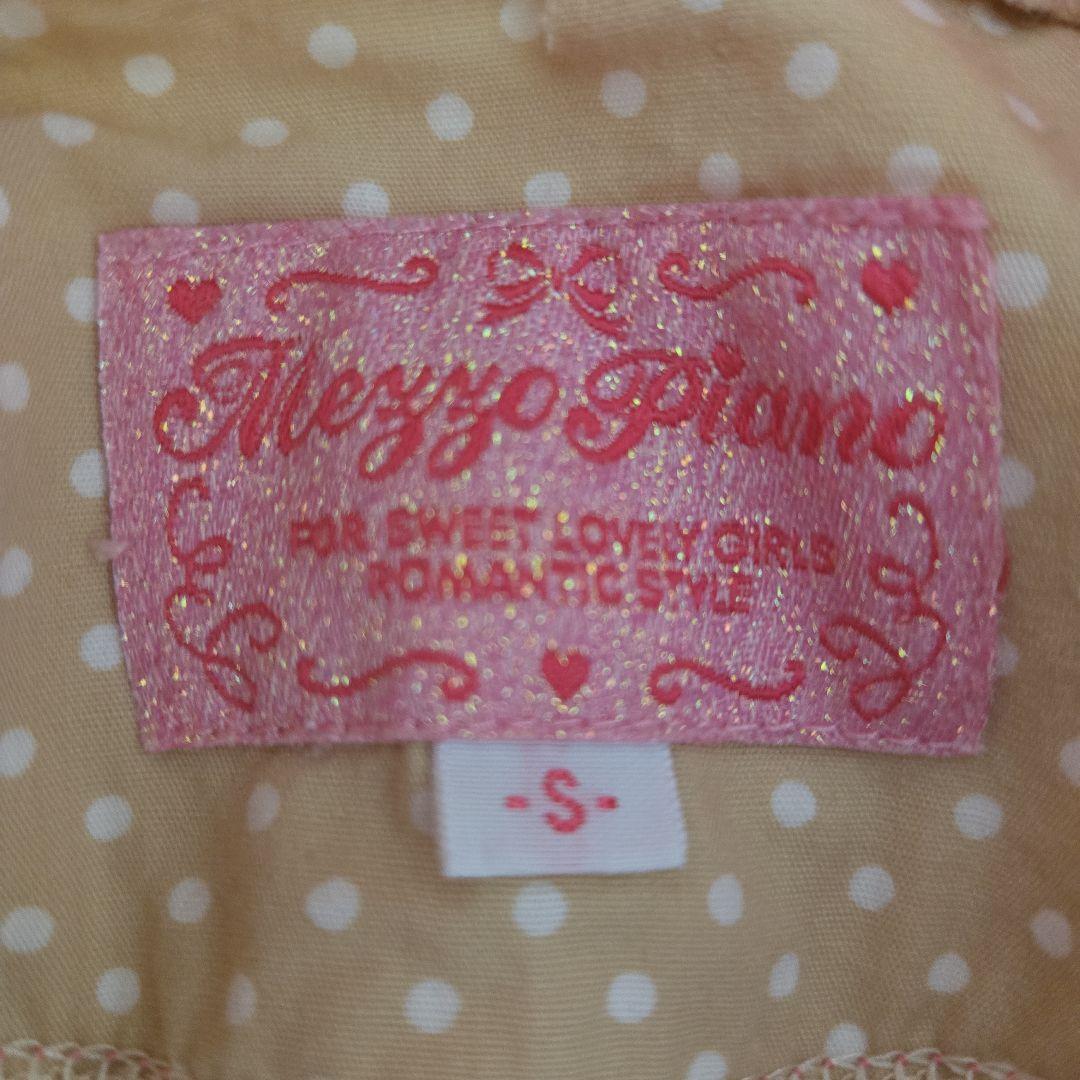 Mezzo Piano
FOR SWEET LOVELY GIRLS
ROMANTIC STYLE
-S-